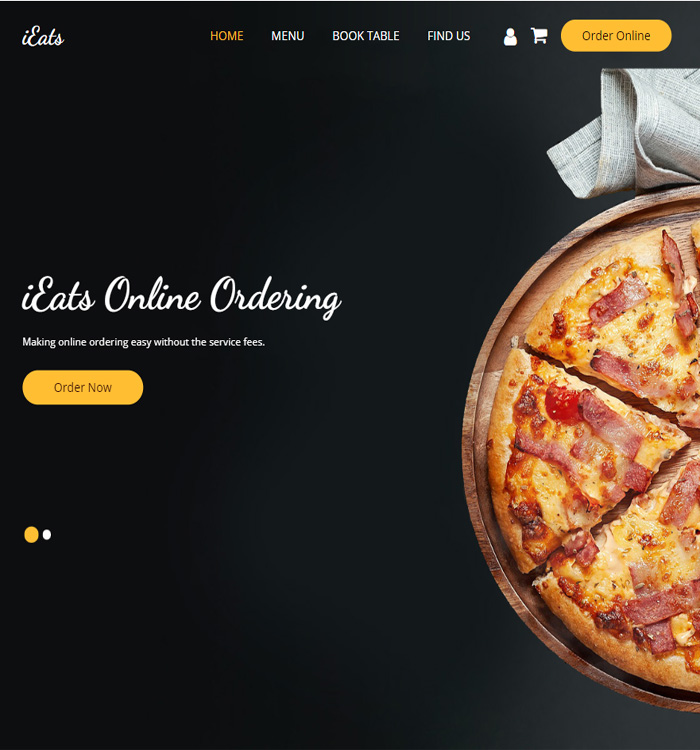 iEats HOME MENU BOOK TABLE FIND US Order Online
iEats Online Ordering
Making online ordering easy without the service fees.
Order Now